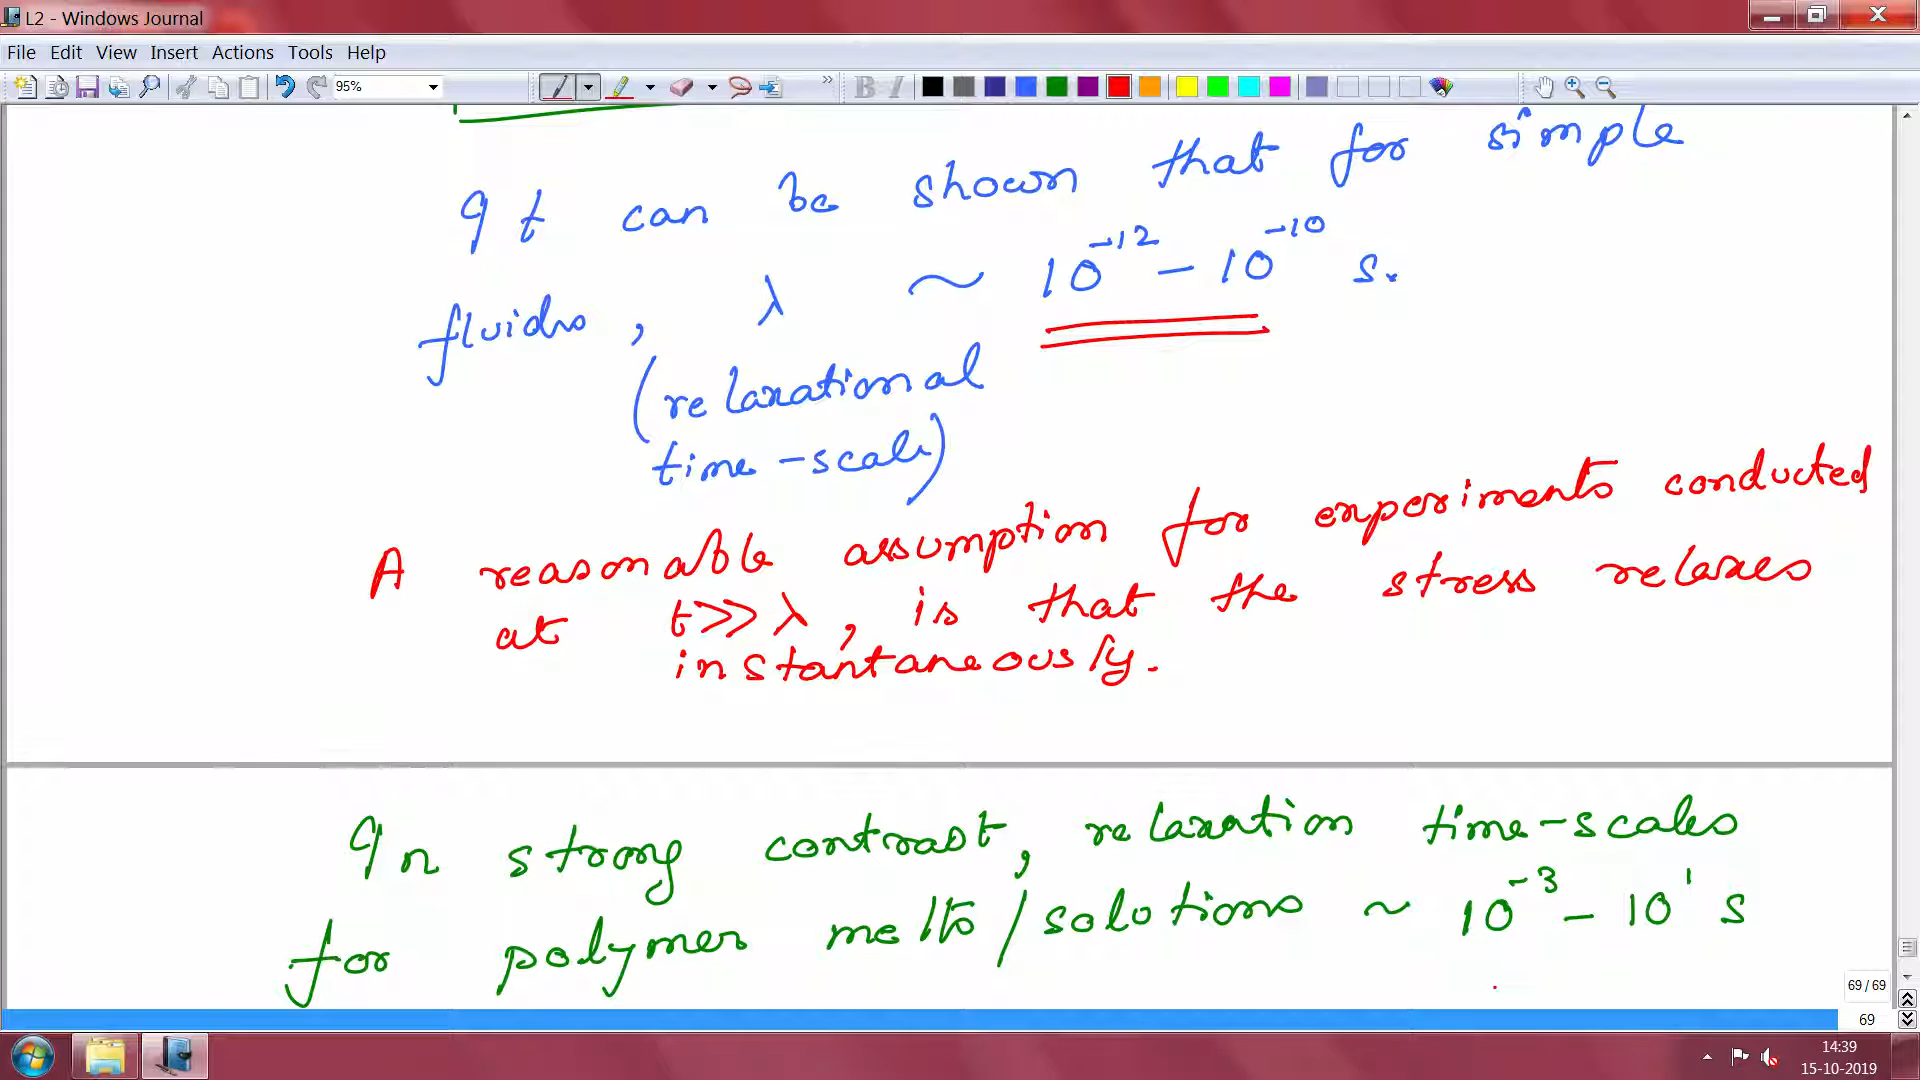 L2 - Windows Journal
File Edit View Insert Actions Tools Help
95%
It can be shown that for simple
fluids, λ ~ 10^-12 - 10^-10 s.
(relaxational
time-scale)
A reasonable assumption for experiments conducted
at t>>λ, is that the stress relaxes
instantaneously.
In strong contrast, relaxation time-scales
for polymer melts/solutions ~ 10^-3 - 10^1 s
69/69
69
14:39
15-10-2019